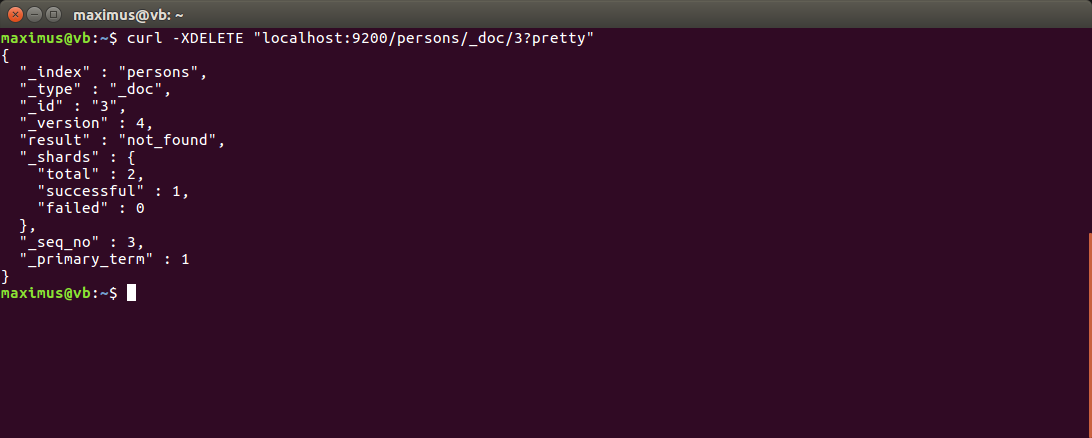 maximus@vb: ~
maximus@vb:~$ curl -XDELETE "localhost:9200/persons/_doc/3?pretty"
{
  "_index" : "persons",
  "_type" : "_doc",
  "_id" : "3",
  "_version" : 4,
  "result" : "not_found",
  "_shards" : {
    "total" : 2,
    "successful" : 1,
    "failed" : 0
  },
  "_seq_no" : 3,
  "_primary_term" : 1
}
maximus@vb:~$